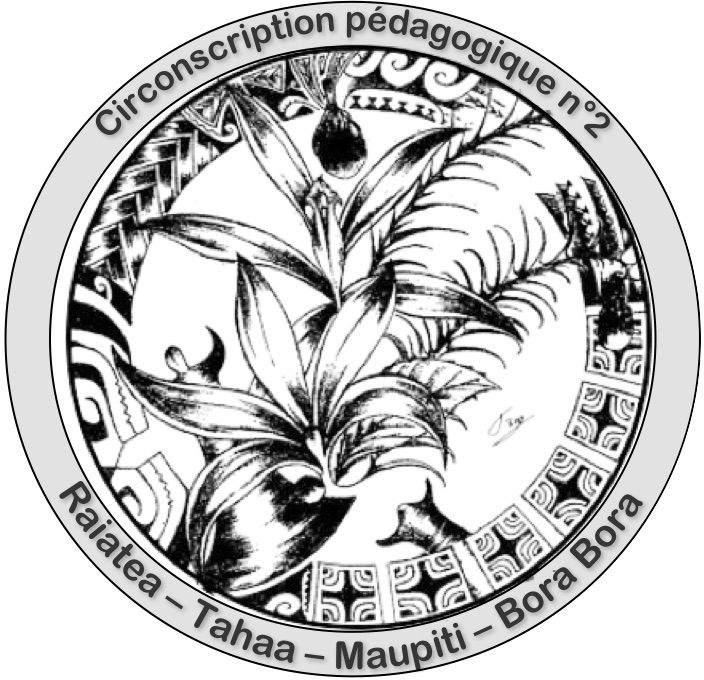 Circonscription pédagogique n°2
Raiatea – Tahaa – Maupiti – Bora Bora